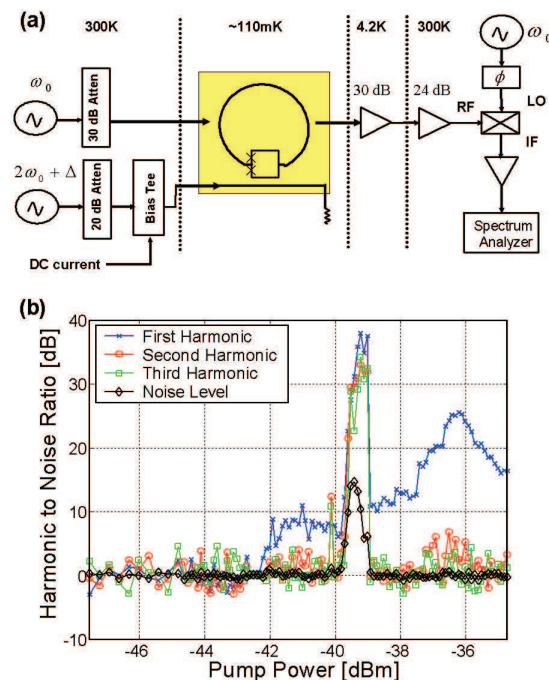 (a)
300K
~110mK
4.2K
300K
ω₀
ω₀
30 dB Atten
30 dB
24 dB
ϕ
RF
LO
IF
2ω₀ + Δ
20 dB Atten
Bias Tee
DC current
Spectrum
Analyzer
(b)
First Harmonic
Second Harmonic
Third Harmonic
Noise Level
Harmonic to Noise Ratio [dB]
40
30
20
10
0
-10
-46
-44
-42
-40
-38
-36
Pump Power [dBm]